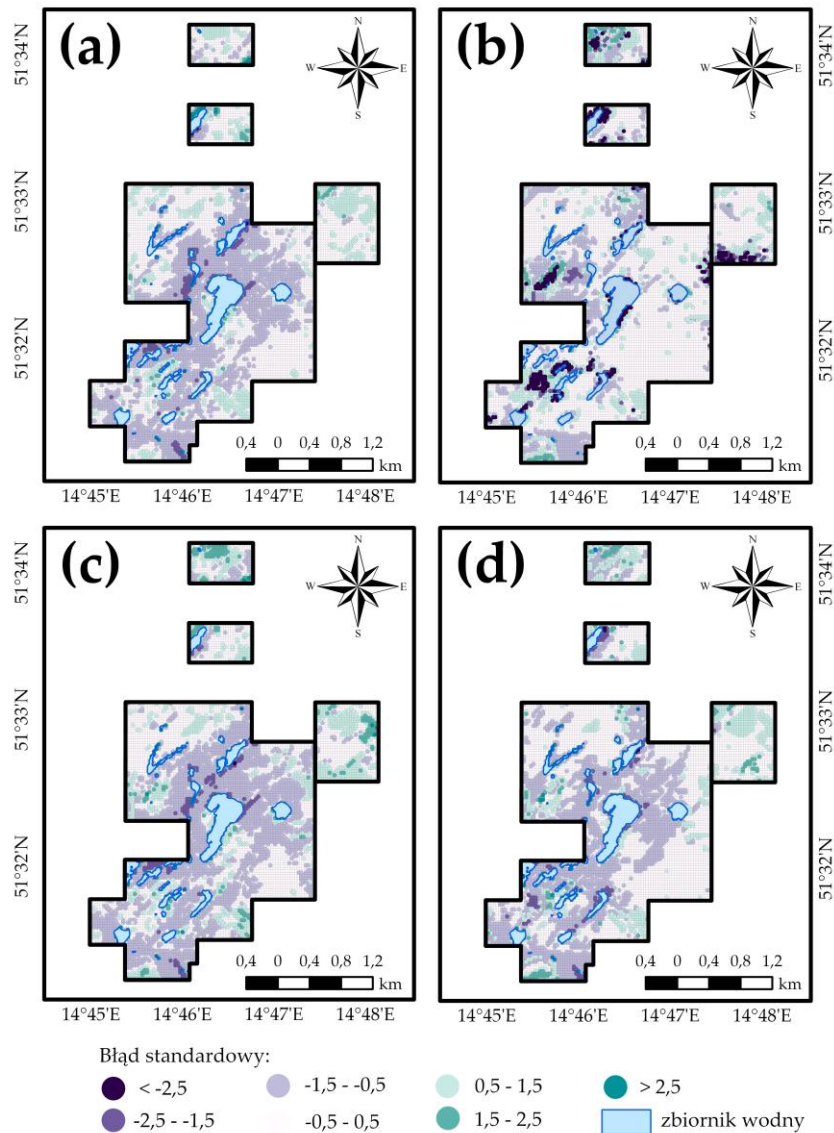 (a)
(b)
N
W E
S
N
W E
S
51°34'N
51°33'N
51°32'N
51°34'N
51°33'N
51°32'N
0,4 0 0,4 0,8 1,2
km
0,4 0 0,4 0,8 1,2
km
14°45'E 14°46'E 14°47'E 14°48'E
14°45'E 14°46'E 14°47'E 14°48'E
(c)
(d)
N
W E
S
N
W E
S
51°34'N
51°33'N
51°32'N
51°34'N
51°33'N
51°32'N
0,4 0 0,4 0,8 1,2
km
0,4 0 0,4 0,8 1,2
km
14°45'E 14°46'E 14°47'E 14°48'E
14°45'E 14°46'E 14°47'E 14°48'E
Błąd standardowy:
< -2,5
-1,5 - -0,5
0,5 - 1,5
> 2,5
-2,5 - -1,5
-0,5 - 0,5
1,5 - 2,5
zbiornik wodny